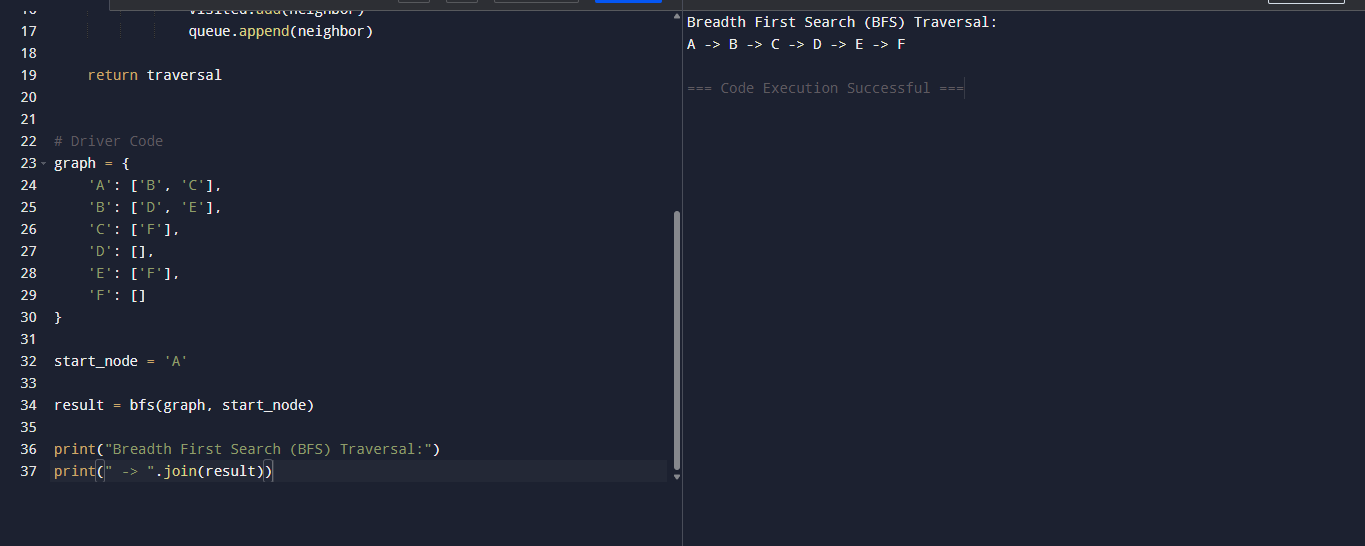 17 queue.append(neighbor)
18
19 return traversal
20
21
22 # Driver Code
23 graph = {
24 'A': ['B', 'C'],
25 'B': ['D', 'E'],
26 'C': ['F'],
27 'D': [],
28 'E': ['F'],
29 'F': []
30 }
31
32 start_node = 'A'
33
34 result = bfs(graph, start_node)
35
36 print("Breadth First Search (BFS) Traversal:")
37 print(" -> ".join(result))
Breadth First Search (BFS) Traversal:
A -> B -> C -> D -> E -> F
=== Code Execution Successful ===